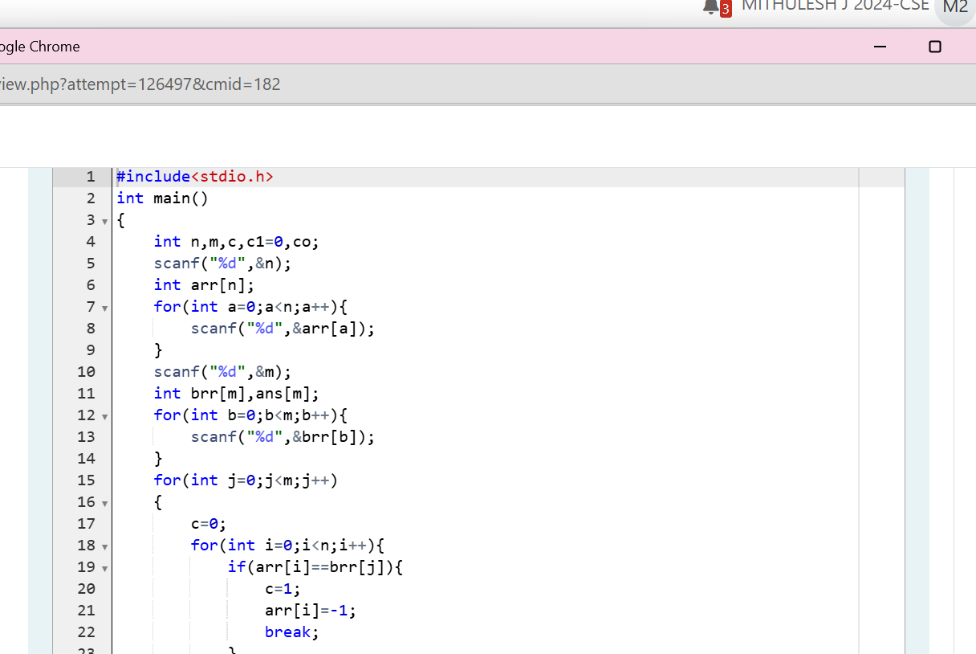 3 MITHULESH J 2024-CSE M2
ogle Chrome
iew.php?attempt=126497&cmid=182
1 #include<stdio.h>
2 int main()
3 {
4 int n,m,c,c1=0,co;
5 scanf("%d",&n);
6 int arr[n];
7 for(int a=0;a<n;a++){
8 scanf("%d",&arr[a]);
9 }
10 scanf("%d",&m);
11 int brr[m],ans[m];
12 for(int b=0;b<m;b++){
13 scanf("%d",&brr[b]);
14 }
15 for(int j=0;j<m;j++)
16 {
17 c=0;
18 for(int i=0;i<n;i++){
19 if(arr[i]==brr[j]){
20 c=1;
21 arr[i]=-1;
22 break;
23 }